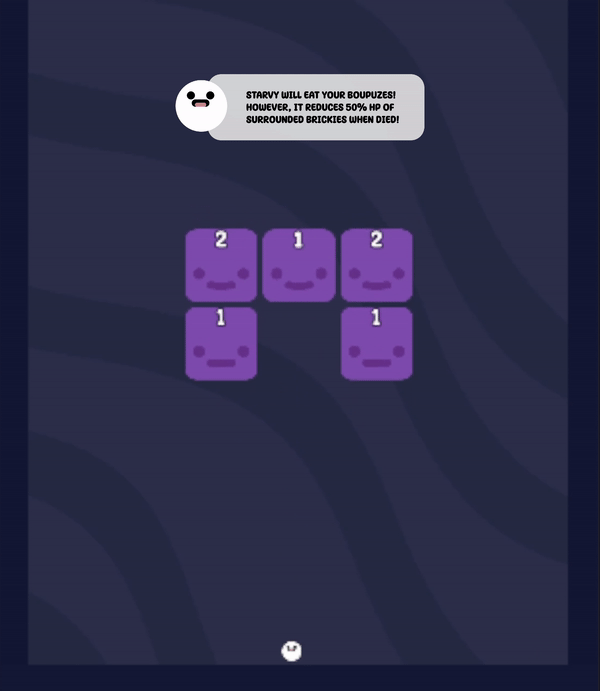 STARVY WILL EAT YOUR BOUPUZES!
HOWEVER, IT REDUCES 50% HP OF
SURROUNDED BRICKIES WHEN DIED!
2 1 2
1 1